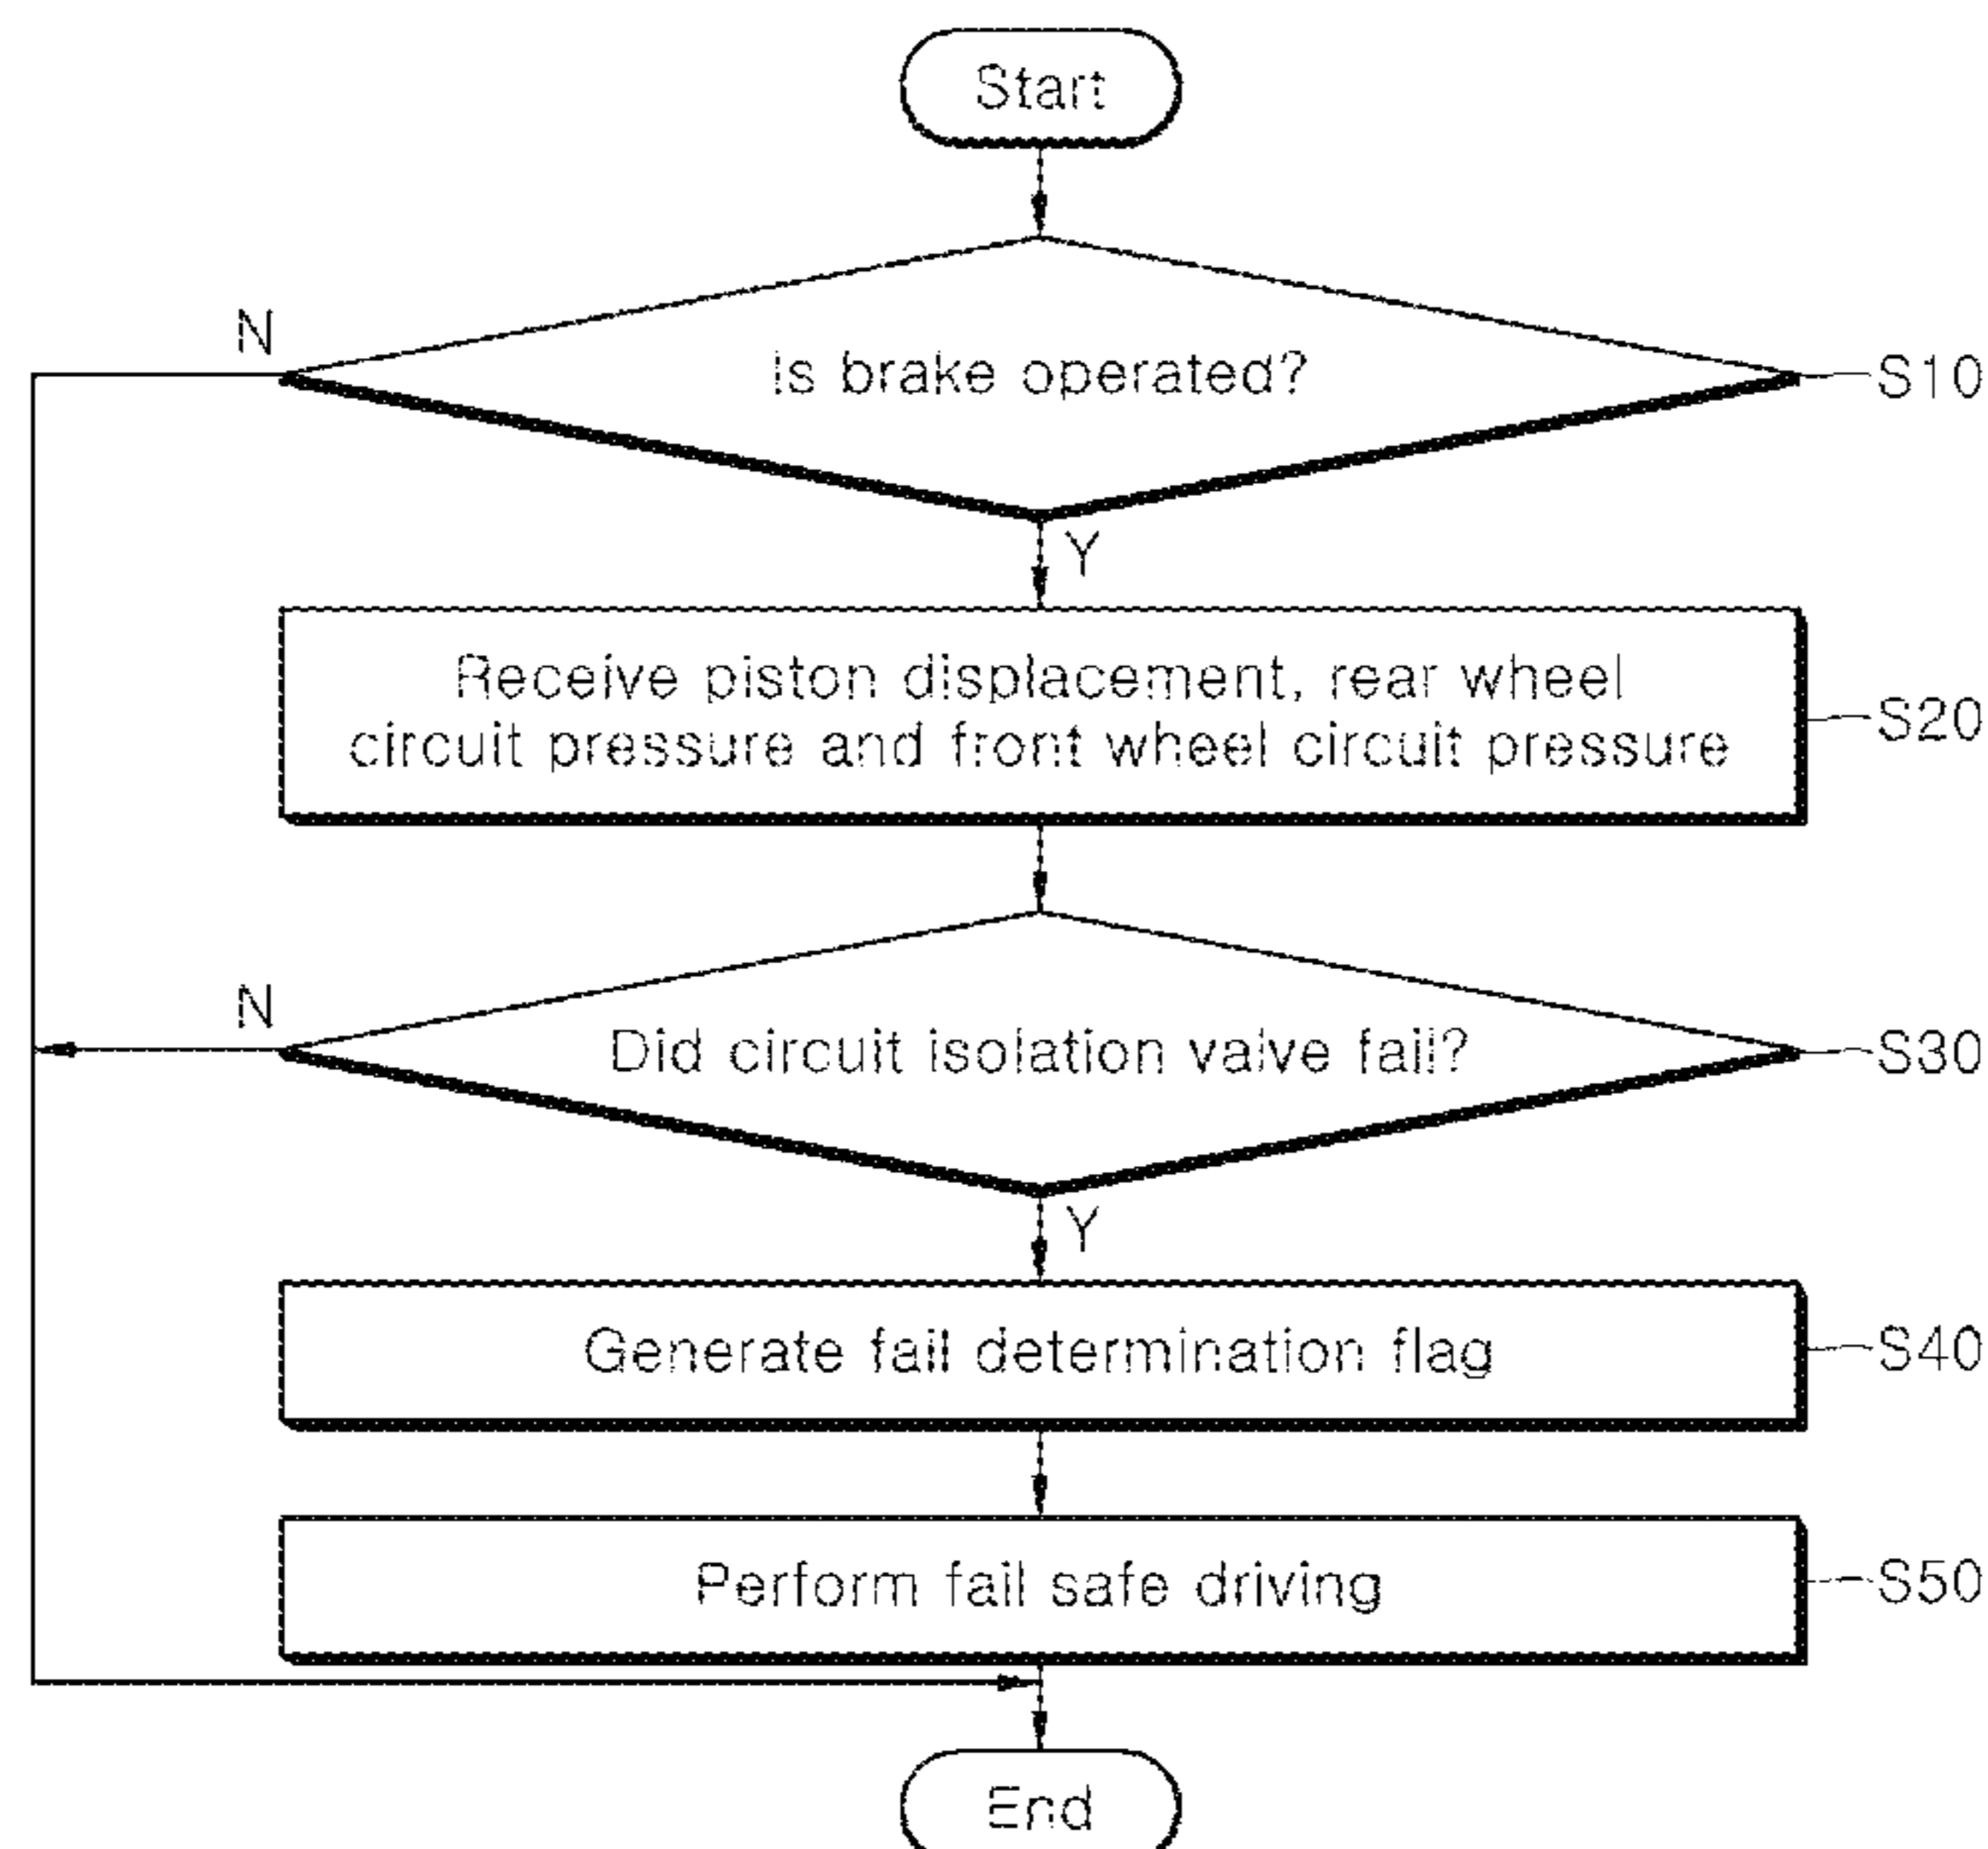 Start
N
Is brake operated?
S10
Y
Receive piston displacement, rear wheel
circuit pressure and front wheel circuit pressure
S20
N
Did circuit isolation valve fail?
S30
Y
Generate fail determination flag
S40
Perform fail safe driving
S50
End